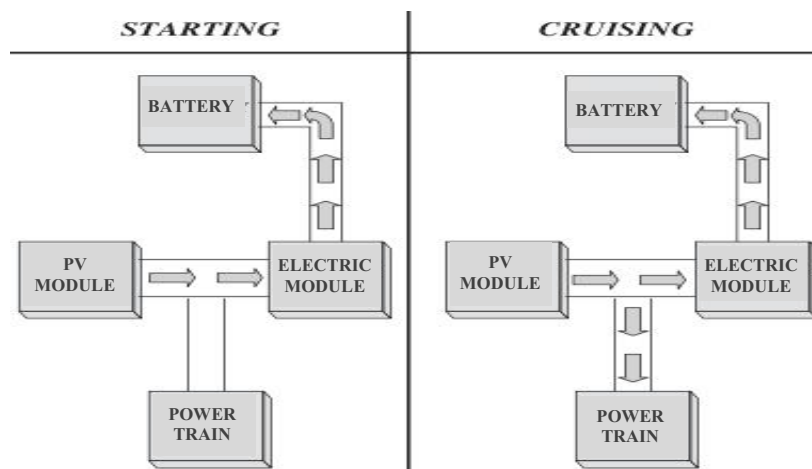 STARTING
BATTERY
PV
MODULE
ELECTRIC
MODULE
POWER
TRAIN
CRUISING
BATTERY
PV
MODULE
ELECTRIC
MODULE
POWER
TRAIN